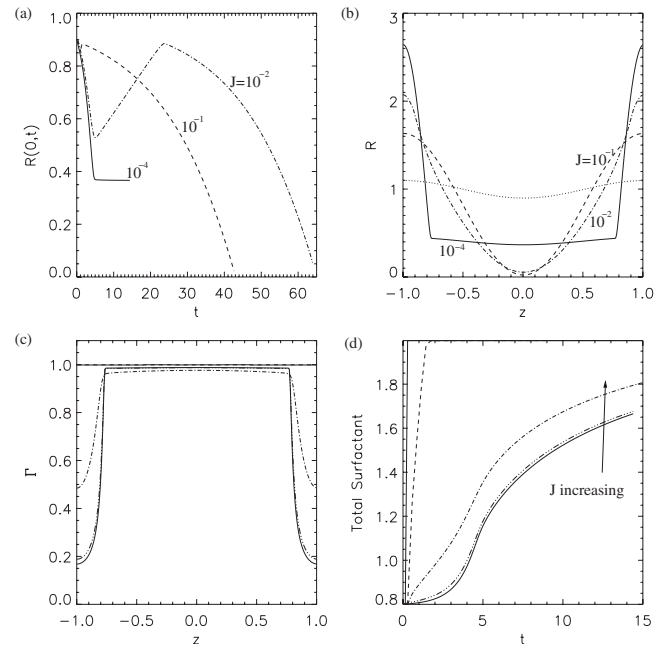 (a)
1.0
0.8
0.6
0.4
0.2
0.0
R(0,t)
J=10⁻²
10⁻¹
10⁻⁴
0 10 20 30 40 50 60
t
(b)
3
2
1
0
R
J=10⁻¹
10⁻²
10⁻⁴
-1.0 -0.5 0.0 0.5 1.0
z
(c)
1.0
0.8
0.6
0.4
0.2
0.0
Γ
-1.0 -0.5 0.0 0.5 1.0
z
(d)
1.8
1.6
1.4
1.2
1.0
0.8
Total Surfactant
J increasing
0 5 10 15
t